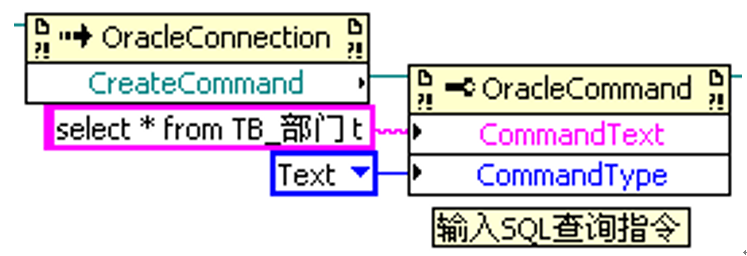 OracleConnection
CreateCommand
OracleCommand
select * from TB_部门 t
CommandText
Text
CommandType
输入SQL查询指令